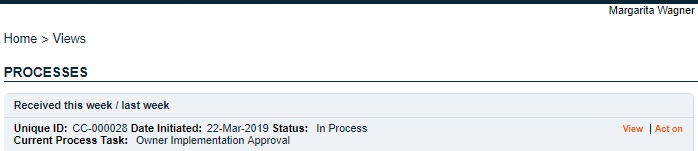 Margarita Wagner
Home > Views
PROCESSES
Received this week / last week
Unique ID: CC-000028 Date Initiated: 22-Mar-2019 Status: In Process View | Act on
Current Process Task: Owner Implementation Approval